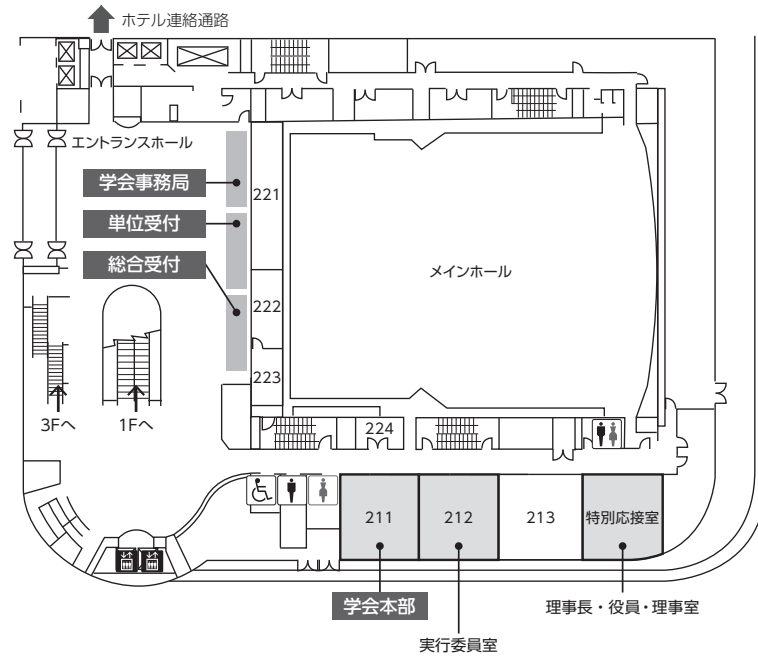 ホテル連絡通路
エントランスホール
学会事務局
221
単位受付
総合受付
メインホール
222
223
3Fへ
1Fへ
224
211
212
213
特別応接室
学会本部
理事長・役員・理事室
実行委員室